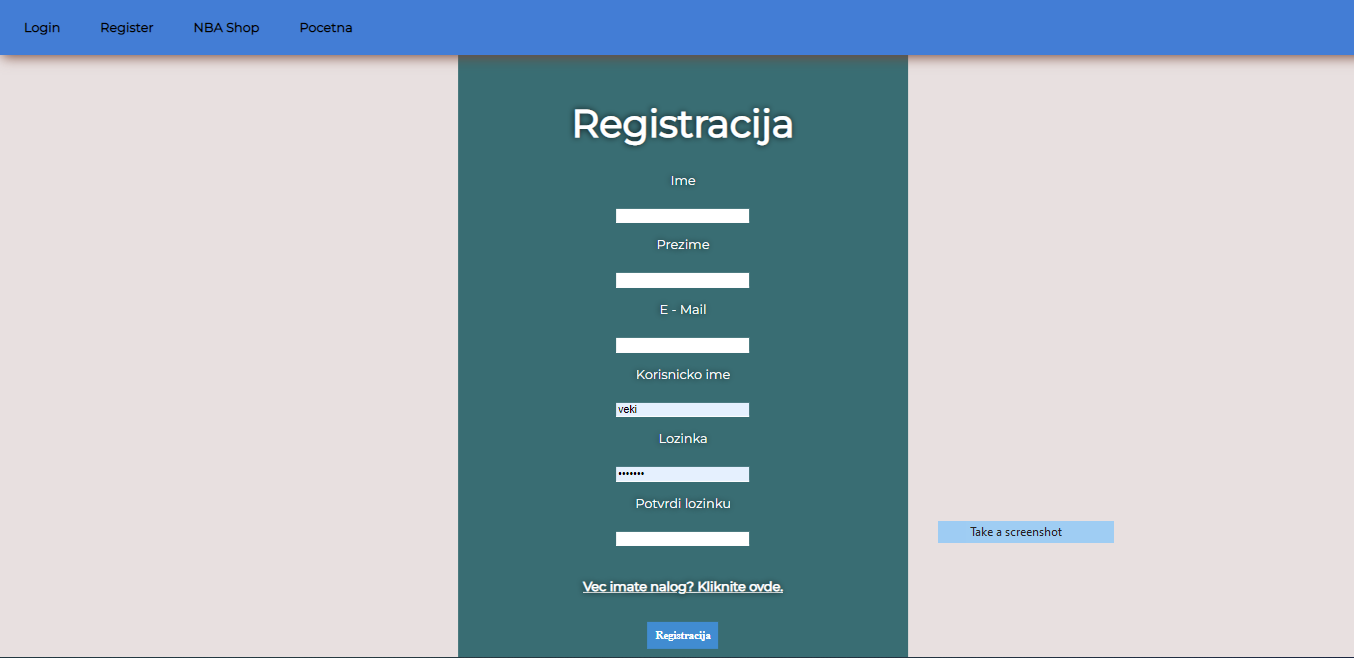 Login Register NBA Shop Pocetna
Registracija
Ime
Prezime
E - Mail
Korisnicko ime
veki
Lozinka
•••••••
Potvrdi lozinku
Take a screenshot
Vec imate nalog? Kliknite ovde.
Registracija